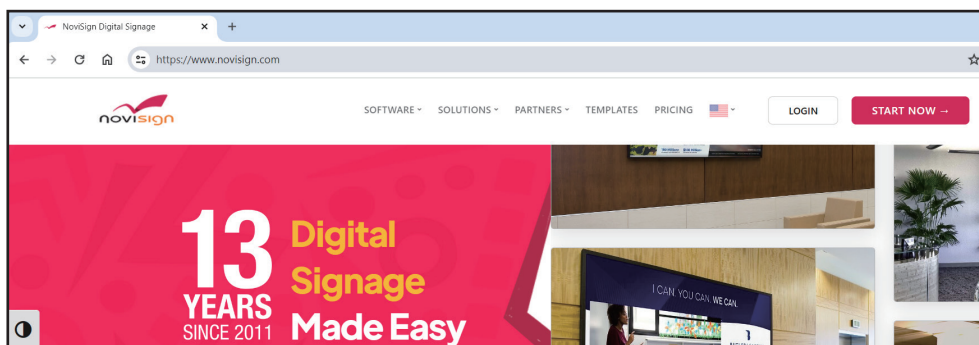 NoviSign Digital Signage
https://www.novisign.com
novisign
SOFTWARE SOLUTIONS PARTNERS TEMPLATES PRICING LOGIN START NOW →
13
YEARS
SINCE 2011
Digital
Signage
Made Easy
I CAN. YOU CAN. WE CAN.